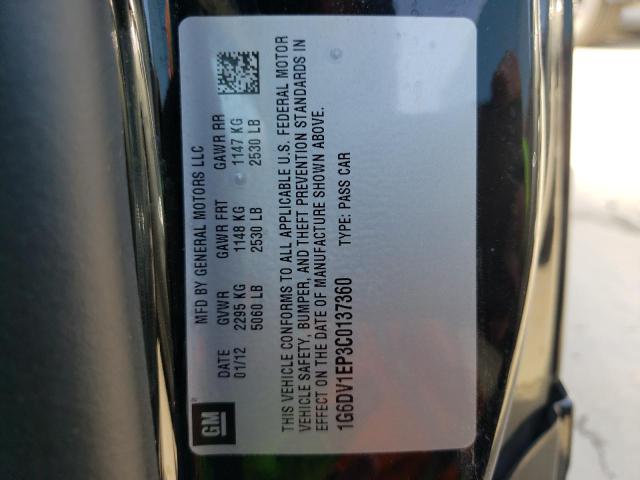 GM
MFD BY GENERAL MOTORS LLC
DATE GVWR GAWR FRT GAWR RR
01/12 2295 KG 1148 KG 1147 KG
5060 LB 2530 LB 2530 LB
THIS VEHICLE CONFORMS TO ALL APPLICABLE U.S. FEDERAL MOTOR
VEHICLE SAFETY, BUMPER, AND THEFT PREVENTION STANDARDS IN
EFFECT ON THE DATE OF MANUFACTURE SHOWN ABOVE.
1G6DV1EP3C0137360 TYPE: PASS CAR